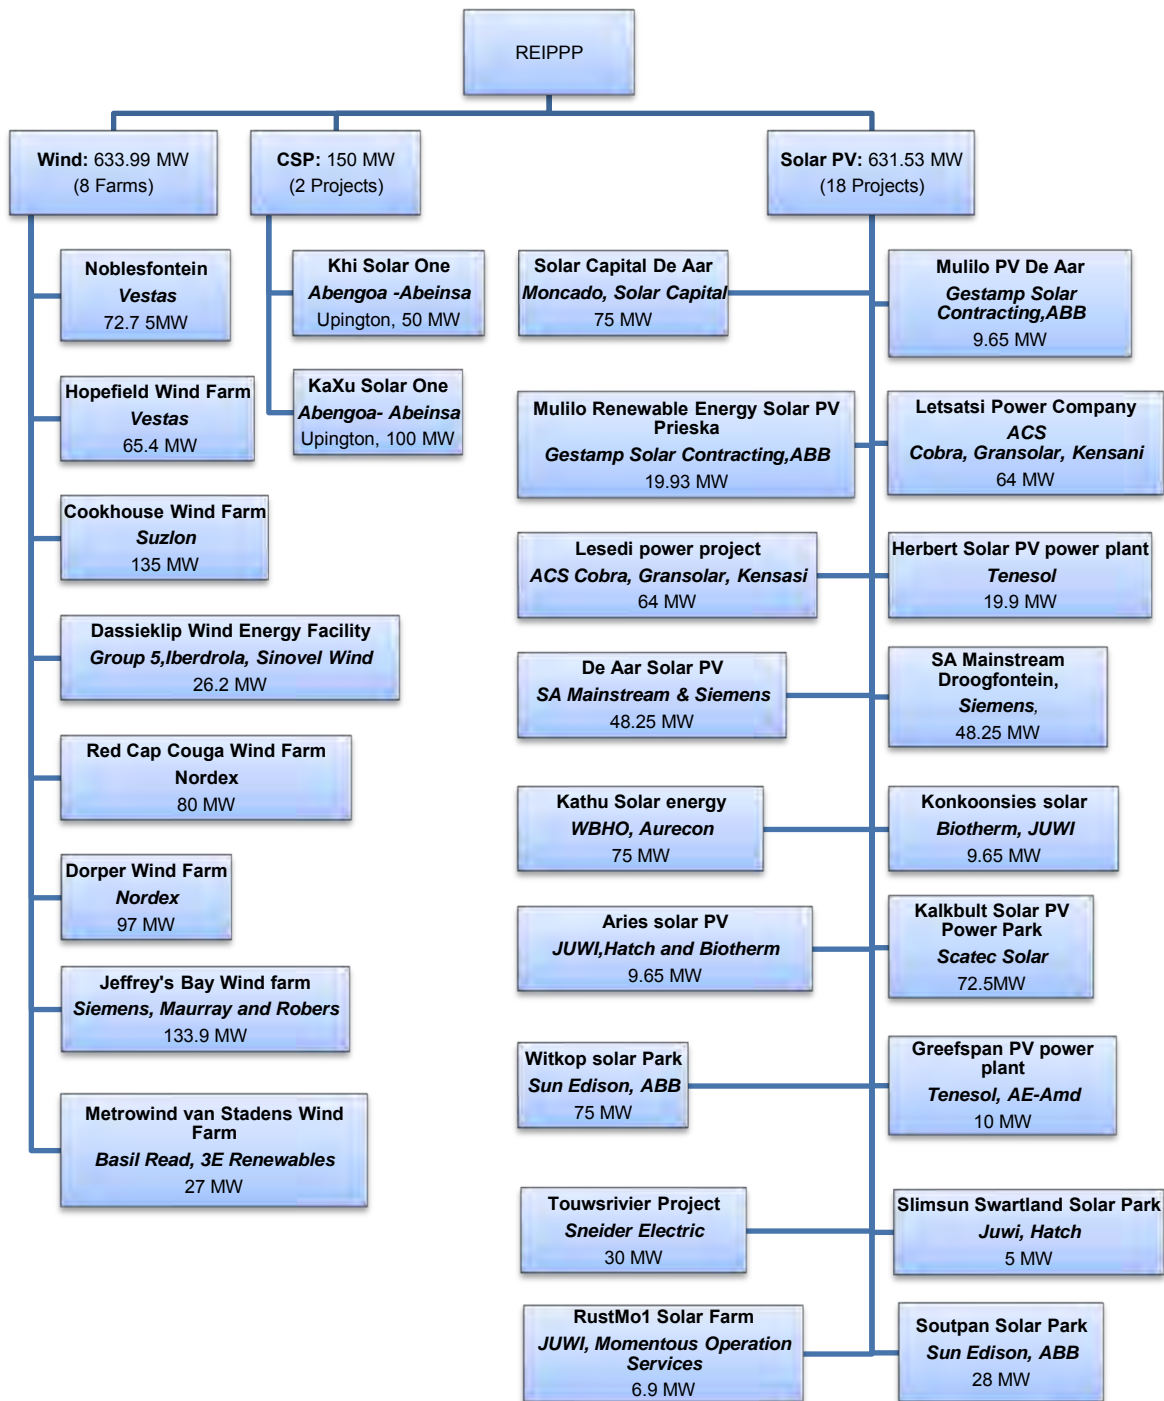 REIPPP
Wind: 633.99 MW
(8 Farms)
CSP: 150 MW
(2 Projects)
Solar PV: 631.53 MW
(18 Projects)
Noblesfontein
Vestas
72.7 5MW
Hopefield Wind Farm
Vestas
65.4 MW
Cookhouse Wind Farm
Suzlon
135 MW
Dassieklip Wind Energy Facility
Group 5,Iberdrola, Sinovel Wind
26.2 MW
Red Cap Couga Wind Farm
Nordex
80 MW
Dorper Wind Farm
Nordex
97 MW
Jeffrey's Bay Wind farm
Siemens, Maurray and Robers
133.9 MW
Metrowind van Stadens Wind
Farm
Basil Read, 3E Renewables
27 MW
Khi Solar One
Abengoa -Abeinsa
Upington, 50 MW
KaXu Solar One
Abengoa- Abeinsa
Upington, 100 MW
Solar Capital De Aar
Moncado, Solar Capital
75 MW
Mulilo PV De Aar
Gestamp Solar
Contracting,ABB
9.65 MW
Mulilo Renewable Energy Solar PV
Prieska
Gestamp Solar Contracting,ABB
19.93 MW
Letsatsi Power Company
ACS
Cobra, Gransolar, Kensani
64 MW
Lesedi power project
ACS Cobra, Gransolar, Kensasi
64 MW
Herbert Solar PV power plant
Tenesol
19.9 MW
De Aar Solar PV
SA Mainstream & Siemens
48.25 MW
SA Mainstream
Droogfontein,
Siemens,
48.25 MW
Kathu Solar energy
WBHO, Aurecon
75 MW
Konkoonsies solar
Biotherm, JUWI
9.65 MW
Aries solar PV
JUWI,Hatch and Biotherm
9.65 MW
Kalkbult Solar PV
Power Park
Scatec Solar
72.5MW
Witkop solar Park
Sun Edison, ABB
75 MW
Greefspan PV power
plant
Tenesol, AE-Amd
10 MW
Touwsrivier Project
Sneider Electric
30 MW
Slimsun Swartland Solar Park
Juwi, Hatch
5 MW
RustMo1 Solar Farm
JUWI, Momentous Operation
Services
6.9 MW
Soutpan Solar Park
Sun Edison, ABB
28 MW